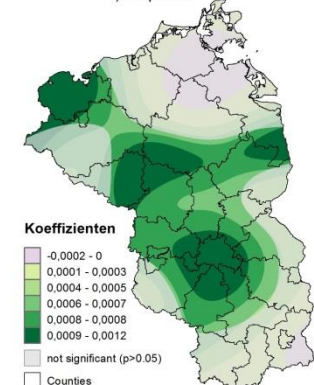 Koeffizienten
-0,0002 - 0
0,0001 - 0,0003
0,0004 - 0,0005
0,0006 - 0,0007
0,0008 - 0,0008
0,0009 - 0,0012
not significant (p>0.05)
Counties